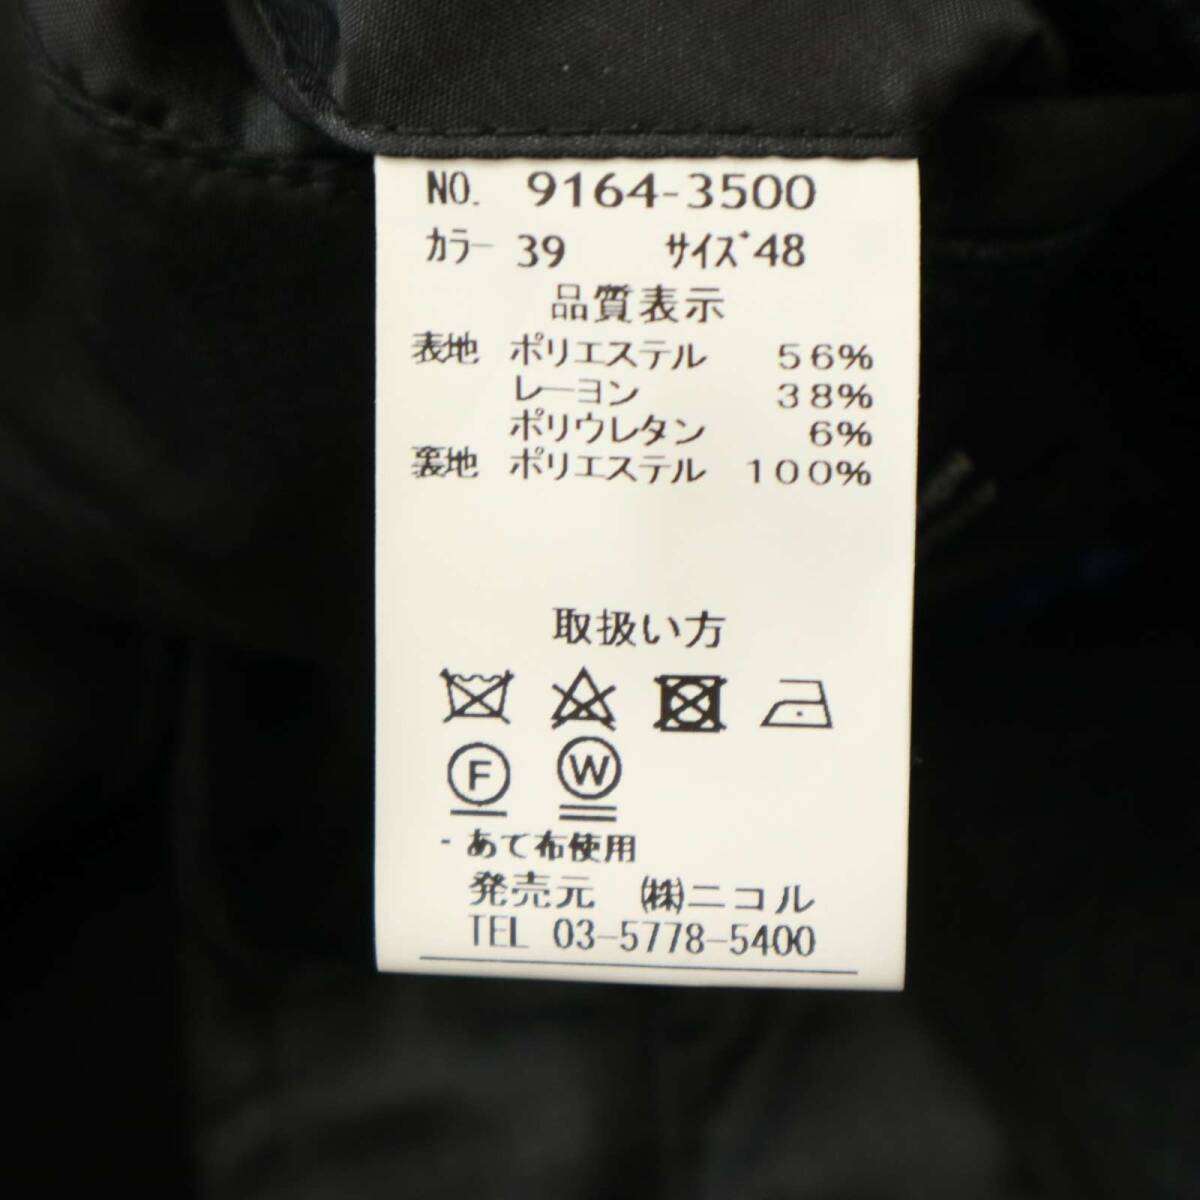 NO. 9164-3500
カラー 39 サイズ 48
品質表示
表地 ポリエステル 56%
レーヨン 38%
ポリウレタン 6%
裏地 ポリエステル 100%
取扱い方
F W
- あて布使用
発売元 ㈱ニコル
TEL 03-5778-5400